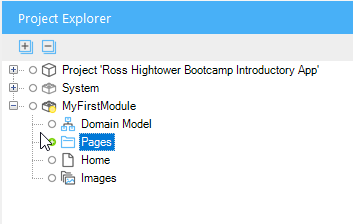 Project Explorer
Project 'Ross Hightower Bootcamp Introductory App'
System
MyFirstModule
Domain Model
Pages
Home
Images